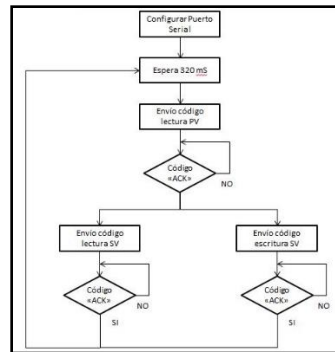 Configurar Puerto
Serial
Espera 320 mS
Envío código
lectura PV
Código
«ACK»
NO
Envío código
lectura SV
Envío código
escritura SV
Código
«ACK»
NO
SI
Código
«ACK»
NO
SI